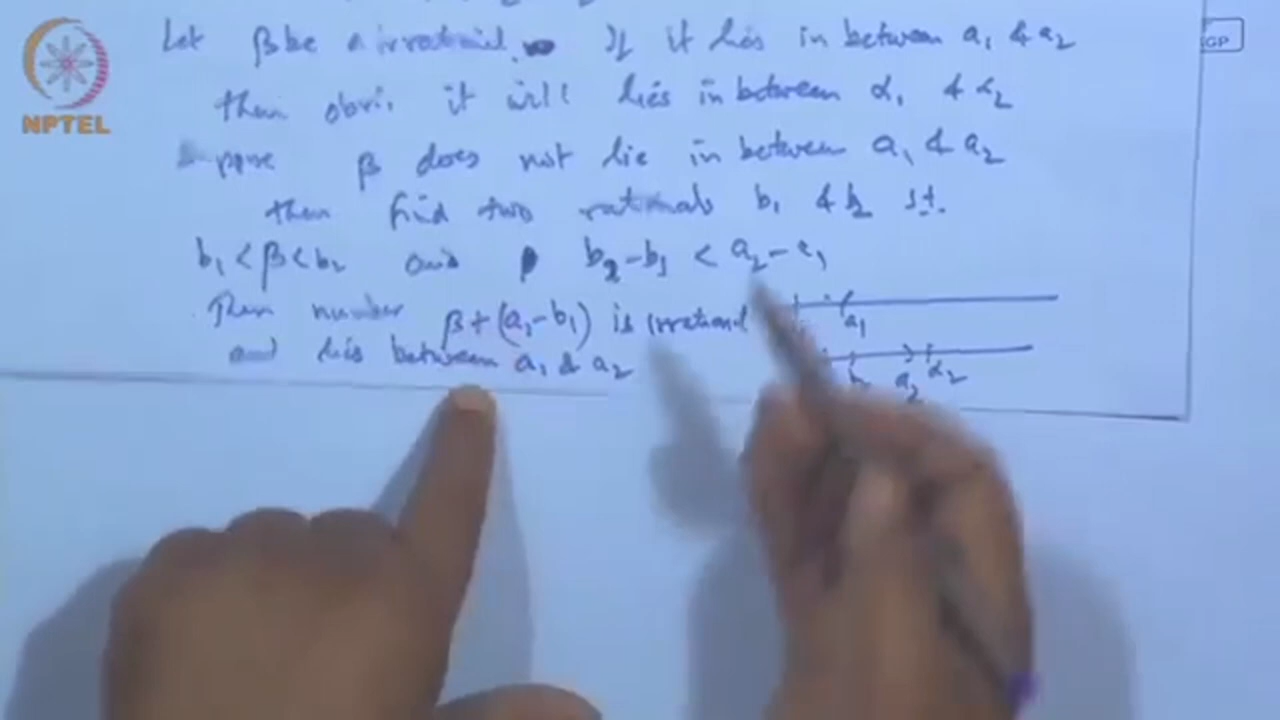 Let β be a irrational. If it lies in between a₁ & a₂
then obvi. it will lies in between α₁ & α₂
pose β does not lie in between a₁ & a₂
then find two rationals b₁ & b₂ s.t.
b₁ < β < b₂ and b₂-b₁ < a₂-a₁
Then number β+(a₁-b₁) is irrational
and lies between a₁ & a₂
a₁
a₂ α₂
NPTEL
GP